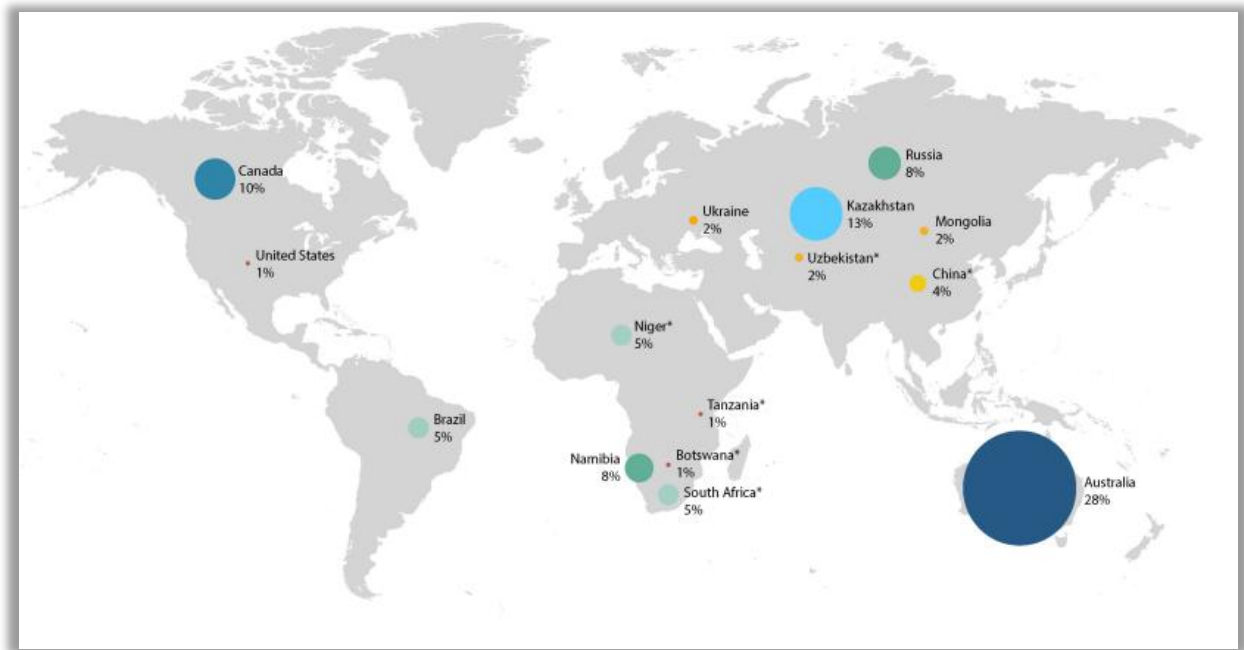 Canada
10%
United States
1%
Brazil
5%
Ukraine
2%
Russia
8%
Kazakhstan
13%
Mongolia
2%
Uzbekistan*
2%
China*
4%
Niger*
5%
Tanzania*
1%
Namibia
8%
Botswana*
1%
South Africa*
5%
Australia
28%